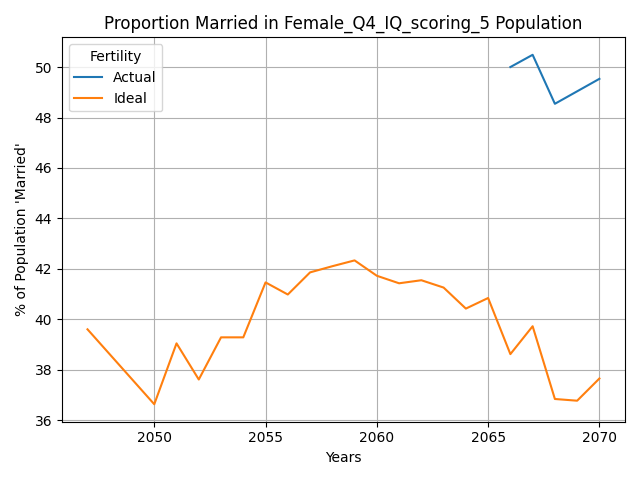 Proportion Married in Female_Q4_IQ_scoring_5 Population
Fertility
Actual
Ideal
% of Population 'Married'
50
48
46
44
42
40
38
36
2050 2055 2060 2065 2070
Years